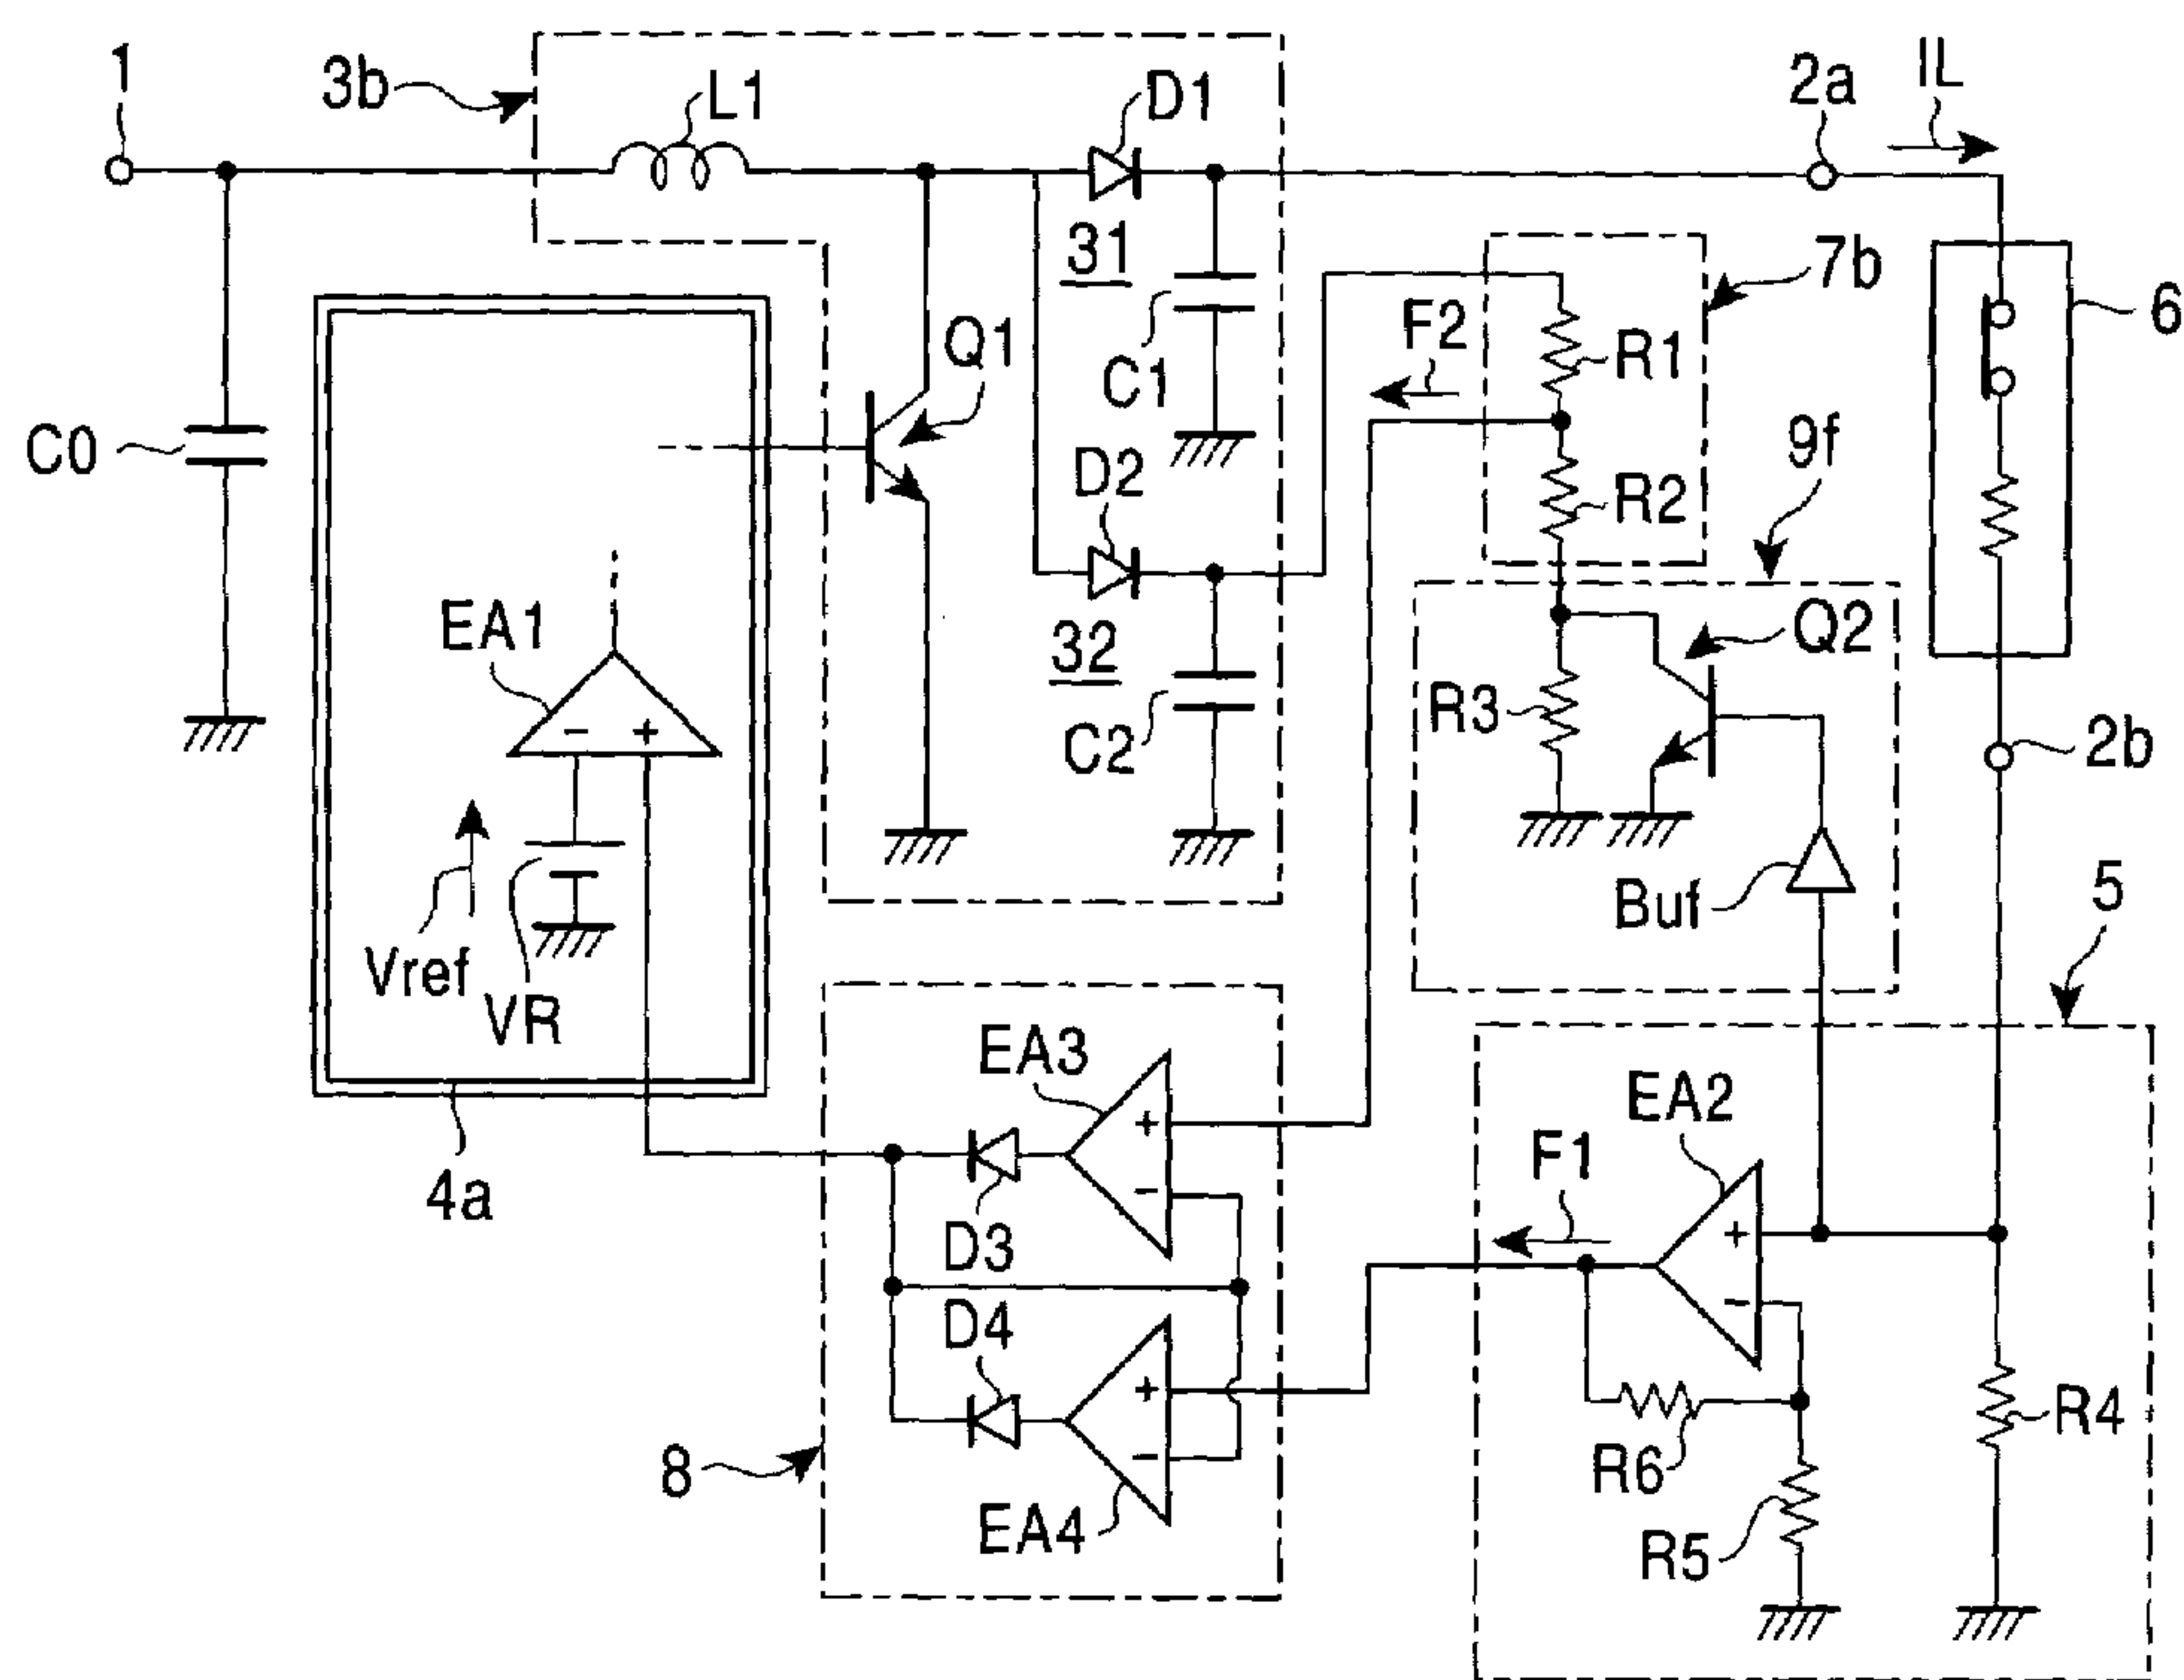 1
3b
L1
D1
2a
IL
31
7b
6
F2
R1
Q1
C1
C0
9f
D2
R2
EA1
- +
32
Q2
R3
C2
2b
Buf
5
Vref
VR
EA3
EA2
+
F1
4a
-
+
D3
-
D4
+
R4
8
-
R6
EA4
R5